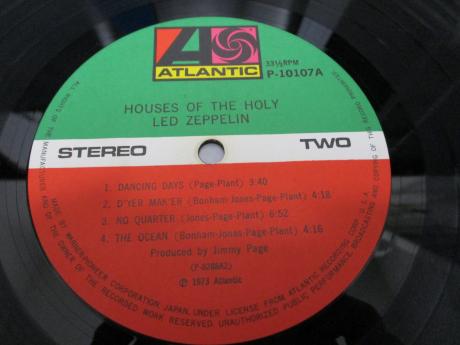 ATLANTIC
33⅓RPM
P-10107A
HOUSES OF THE HOLY
LED ZEPPELIN
STEREO
TWO
1. DANCING DAYS (Page-Plant) 3:40
2. D'YER MAK'ER (Bonham-Jones-Page-Plant) 4:18
3. NO QUARTER (Jones-Page-Plant) 6:52
4. THE OCEAN (Bonham-Jones-Page-Plant) 4:16
Produced by Jimmy Page
℗ 1973 Atlantic
MADE BY WARNER-PIONEER CORPORATION, JAPAN, UNDER LICENSE FROM ATLANTIC RECORDING CORP. U.S.A.
ALL RIGHTS OF THE MANUFACTURER AND OF THE OWNER OF THE RECORDED WORK RESERVED. UNAUTHORIZED PUBLIC PERFORMANCE, BROADCASTING AND COPYING OF THIS RECORD PROHIBITED